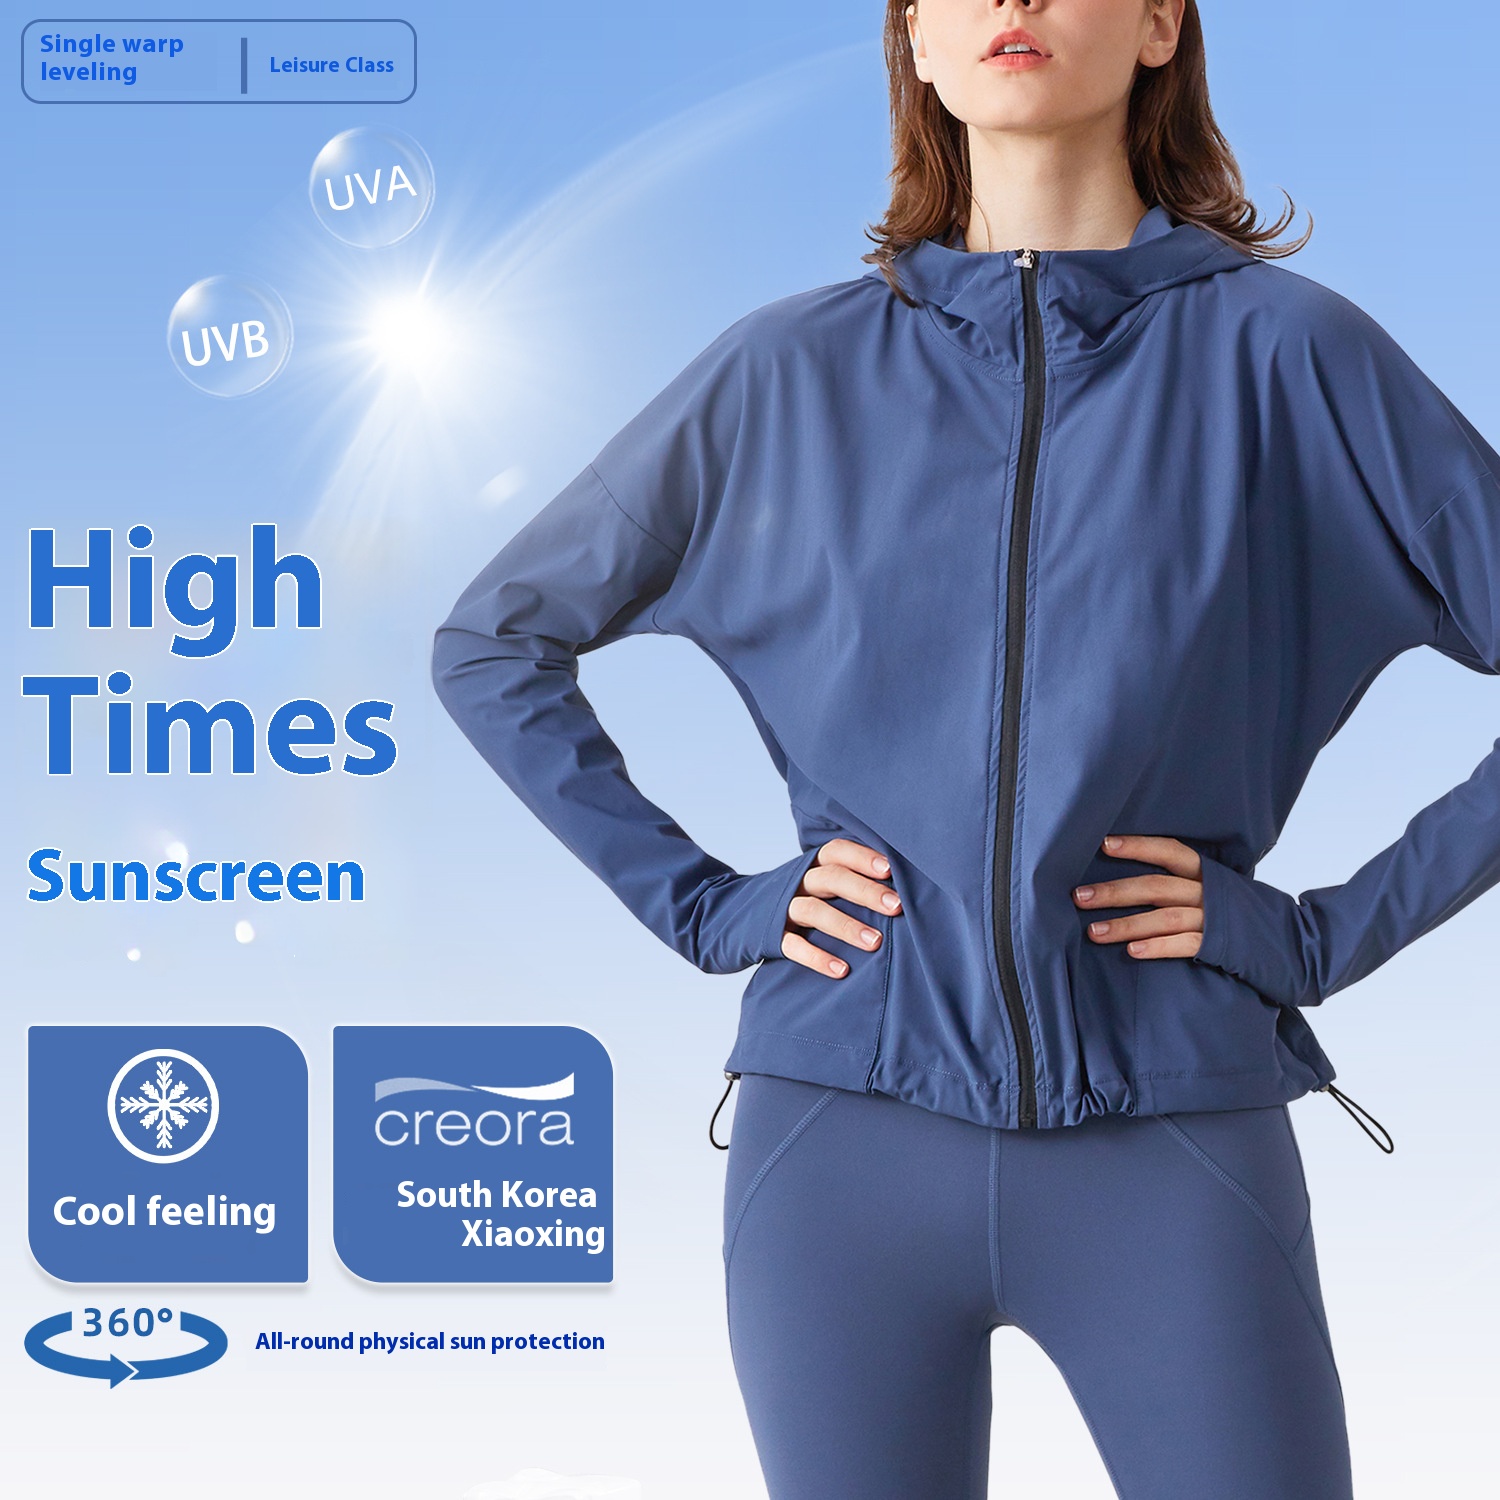 Single warp
leveling
Leisure Class
UVA
UVB
High
Times
Sunscreen
Cool feeling
creora
South Korea
Xiaoxing
360°
All-round physical sun protection